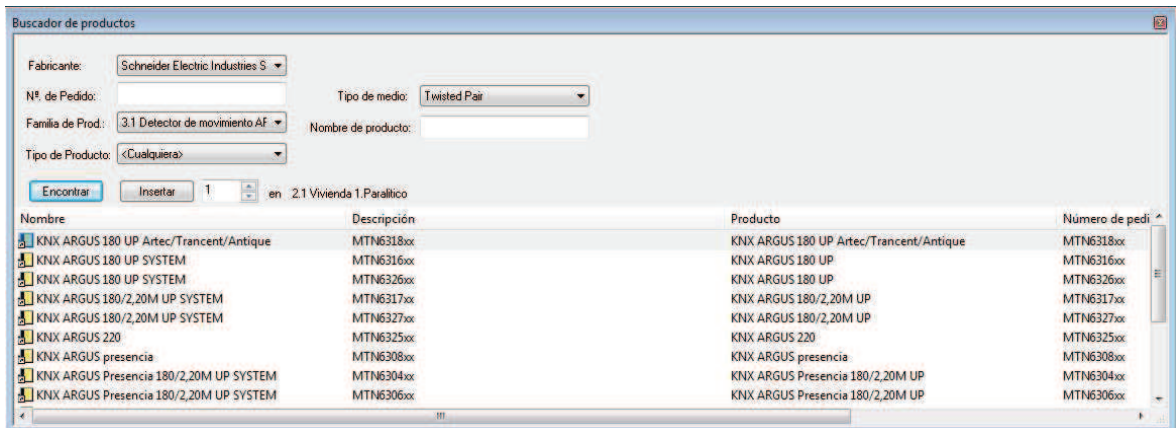 Buscador de productos
Fabricante: Schneider Electric Industries S
Nº. de Pedido: Tipo de medio: Twisted Pair
Familia de Prod.: 3.1 Detector de movimiento AF Nombre de producto:
Tipo de Producto: <Cualquiera>
Encontrar Insertar 1 en 2.1 Vivienda 1.Paralitico
Nombre Descripción Producto Número de pedi
KNX ARGUS 180 UP Artec/Trancent/Antique MTN6318xx KNX ARGUS 180 UP Artec/Trancent/Antique MTN6318xx
KNX ARGUS 180 UP SYSTEM MTN6316xx KNX ARGUS 180 UP MTN6316xx
KNX ARGUS 180 UP SYSTEM MTN6326xx KNX ARGUS 180 UP MTN6326xx
KNX ARGUS 180/2,20M UP SYSTEM MTN6317xx KNX ARGUS 180/2,20M UP MTN6317xx
KNX ARGUS 180/2,20M UP SYSTEM MTN6327xx KNX ARGUS 180/2,20M UP MTN6327xx
KNX ARGUS 220 MTN6325xx KNX ARGUS 220 MTN6325xx
KNX ARGUS presencia MTN6308xx KNX ARGUS presencia MTN6308xx
KNX ARGUS Presencia 180/2,20M UP SYSTEM MTN6304xx KNX ARGUS Presencia 180/2,20M UP MTN6304xx
KNX ARGUS Presencia 180/2,20M UP SYSTEM MTN6306xx KNX ARGUS Presencia 180/2,20M UP MTN6306xx